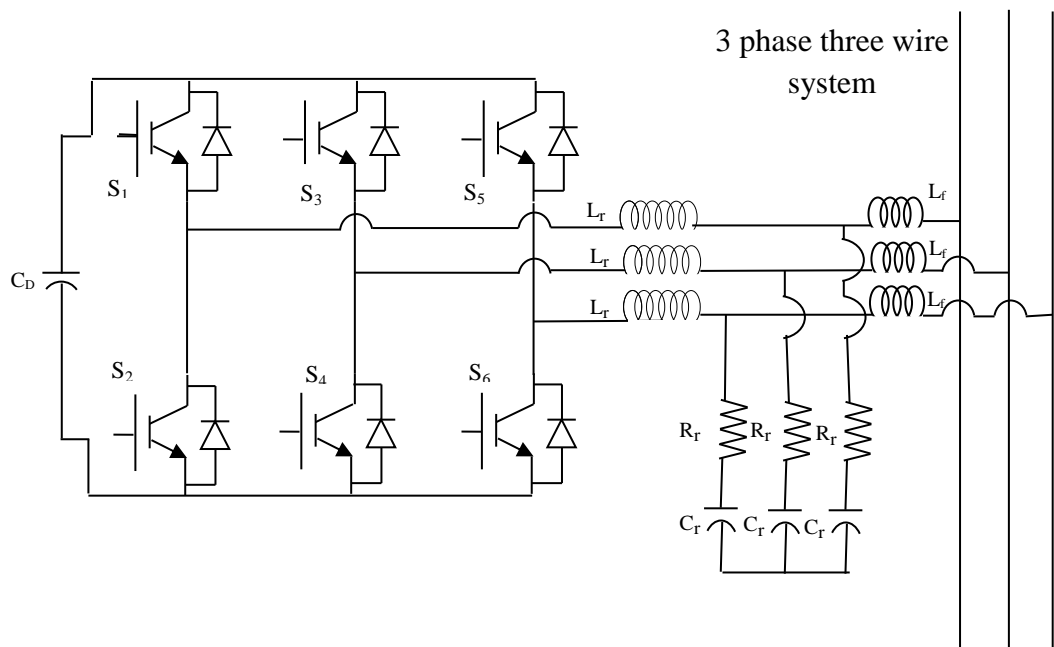 3 phase three wire
system
S1
S3
S5
Lr
Lf
Lr
Lf
Lr
Lf
CD
S2
S4
S6
Rr
Rr
Rr
Cr
Cr
Cr